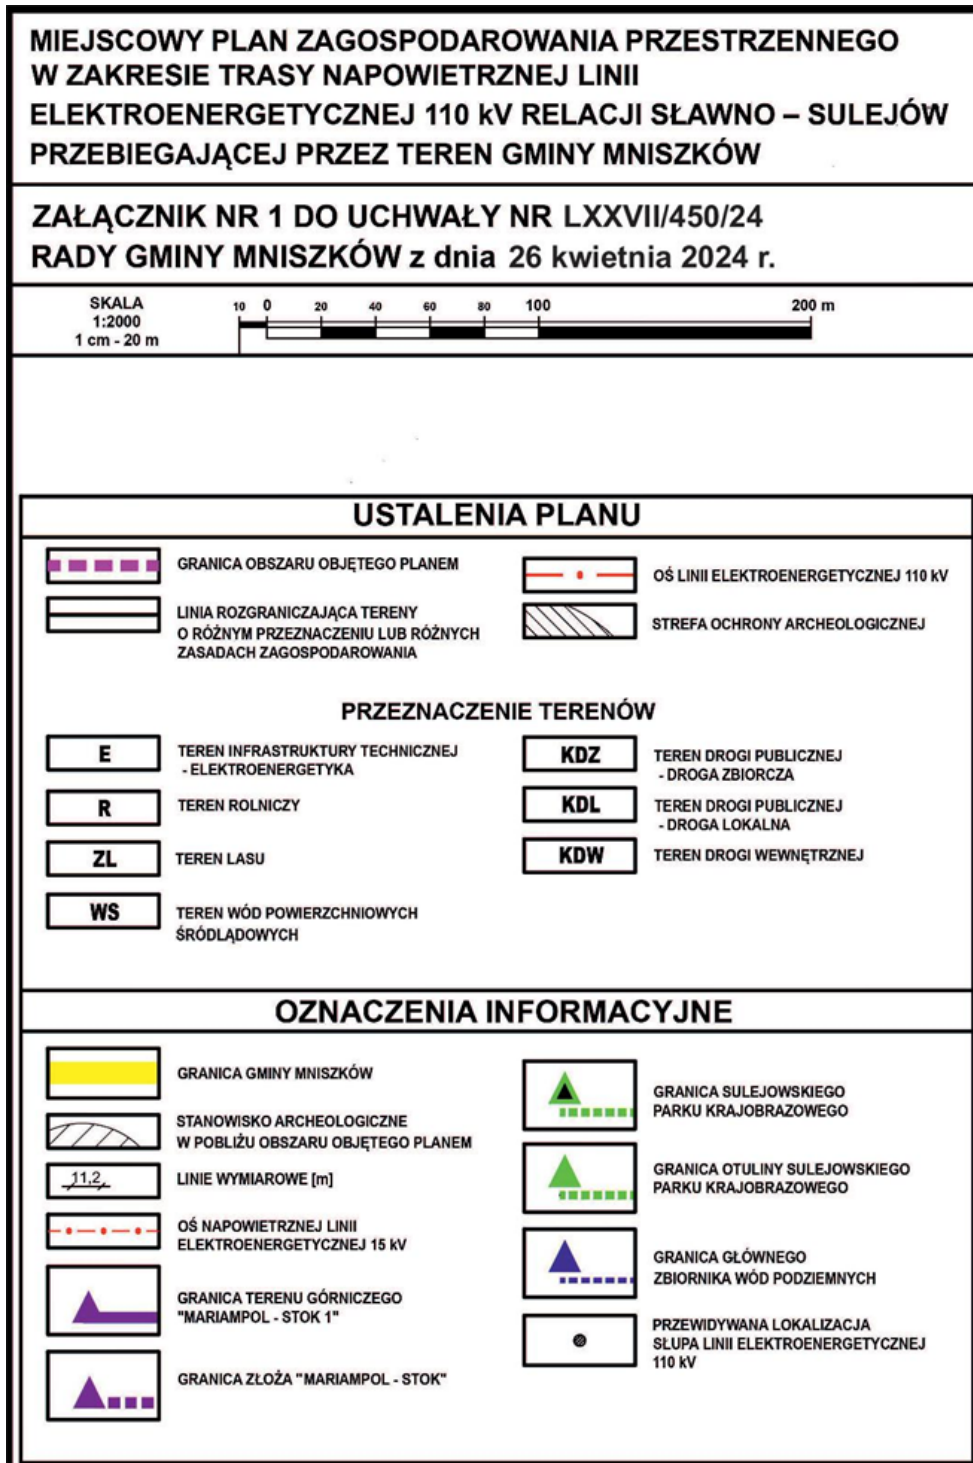 MIEJSCOWY PLAN ZAGOSPODAROWANIA PRZESTRZENNEGO
W ZAKRESIE TRASY NAPOWIETRZNEJ LINII
ELEKTROENERGETYCZNEJ 110 kV RELACJI SŁAWNO – SULEJÓW
PRZEBIEGAJĄCEJ PRZEZ TEREN GMINY MNISZKÓW
ZAŁĄCZNIK NR 1 DO UCHWAŁY NR LXXVII/450/24
RADY GMINY MNISZKÓW z dnia 26 kwietnia 2024 r.
SKALA
1:2000
1 cm - 20 m
10 0 20 40 60 80 100 200 m
USTALENIA PLANU
GRANICA OBSZARU OBJĘTEGO PLANEM
LINIA ROZGRANICZAJĄCA TERENY
O RÓŻNYM PRZEZNACZENIU LUB RÓŻNYCH
ZASADACH ZAGOSPODAROWANIA
OŚ LINII ELEKTROENERGETYCZNEJ 110 kV
STREFA OCHRONY ARCHEOLOGICZNEJ
PRZEZNACZENIE TERENÓW
E TEREN INFRASTRUKTURY TECHNICZNEJ
- ELEKTROENERGETYKA
R TEREN ROLNICZY
ZL TEREN LASU
WS TEREN WÓD POWIERZCHNIOWYCH
ŚRÓDLĄDOWYCH
KDZ TEREN DROGI PUBLICZNEJ
- DROGA ZBIORCZA
KDL TEREN DROGI PUBLICZNEJ
- DROGA LOKALNA
KDW TEREN DROGI WEWNĘTRZNEJ
OZNACZENIA INFORMACYJNE
GRANICA GMINY MNISZKÓW
STANOWISKO ARCHEOLOGICZNE
W POBLIŻU OBSZARU OBJĘTEGO PLANEM
11,2 LINIE WYMIAROWE [m]
OŚ NAPOWIETRZNEJ LINII
ELEKTROENERGETYCZNEJ 15 kV
GRANICA TERENU GÓRNICZEGO
"MARIAMPOL - STOK 1"
GRANICA ZŁOŻA "MARIAMPOL - STOK"
GRANICA SULEJOWSKIEGO
PARKU KRAJOBRAZOWEGO
GRANICA OTULINY SULEJOWSKIEGO
PARKU KRAJOBRAZOWEGO
GRANICA GŁÓWNEGO
ZBIORNIKA WÓD PODZIEMNYCH
PRZEWIDYWANA LOKALIZACJA
SŁUPA LINII ELEKTROENERGETYCZNEJ
110 kV